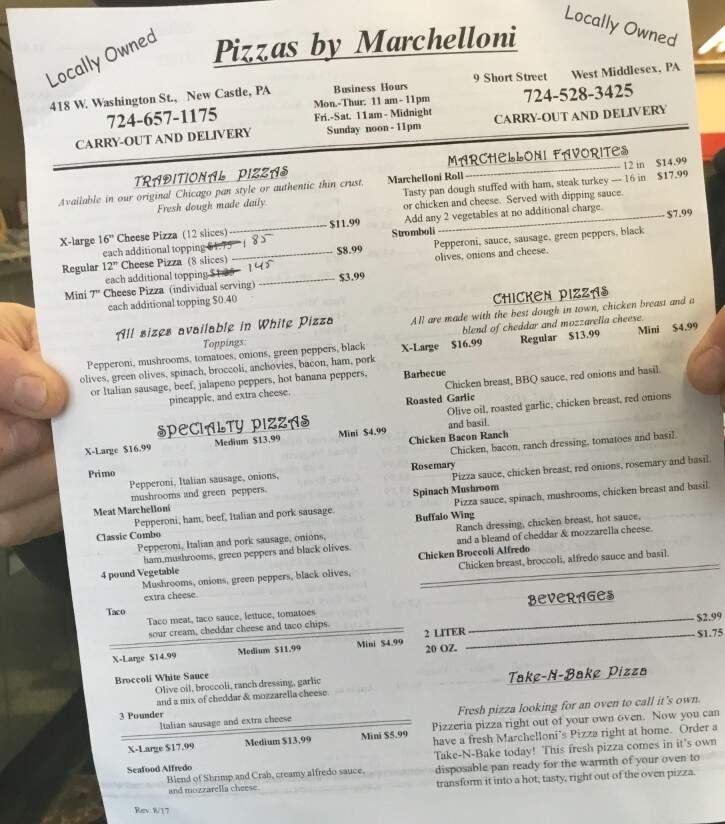 Locally Owned
Pizzas by Marchelloni
Locally Owned
418 W. Washington St., New Castle, PA
724-657-1175
CARRY-OUT AND DELIVERY
Business Hours
Mon.-Thur. 11 am - 11pm
Fri.-Sat. 11am - Midnight
Sunday noon - 11pm
9 Short Street West Middlesex, PA
724-528-3425
CARRY-OUT AND DELIVERY
TRADITIONAL PIZZAS
Available in our original Chicago pan style or authentic thin crust.
Fresh dough made daily.
X-large 16" Cheese Pizza (12 slices) $11.99
each additional topping $1.75 185
Regular 12" Cheese Pizza (8 slices) $8.99
each additional topping $1.35 145
Mini 7" Cheese Pizza (individual serving) $3.99
each additional topping $0.40
All sizes available in White Pizza
Toppings:
Pepperoni, mushrooms, tomatoes, onions, green peppers, black
olives, green olives, spinach, broccoli, anchovies, bacon, ham, pork
or Italian sausage, beef, jalapeno peppers, hot banana peppers,
pineapple, and extra cheese.
SPECIALTY PIZZAS
X-Large $16.99 Medium $13.99 Mini $4.99
Primo
Pepperoni, Italian sausage, onions,
mushrooms and green peppers.
Meat Marchelloni
Pepperoni, ham, beef, Italian and pork sausage.
Classic Combo
Pepperoni, Italian and pork sausage, onions,
ham,mushrooms, green peppers and black olives.
4 pound Vegetable
Mushrooms, onions, green peppers, black olives,
extra cheese.
Taco
Taco meat, taco sauce, lettuce, tomatoes
sour cream, cheddar cheese and taco chips.
X-Large $14.99 Medium $11.99 Mini $4.99
Broccoli White Sauce
Olive oil, broccoli, ranch dressing, garlic
and a mix of cheddar & mozzarella cheese.
3 Pounder
Italian sausage and extra cheese
X-Large $17.99 Medium $13.99 Mini $5.99
Seafood Alfredo
Blend of Shrimp and Crab, creamy alfredo sauce,
and mozzarella cheese.
Rev. 8/17
MARCHELLONI FAVORITES
Marchelloni Roll 12 in $14.99
Tasty pan dough stuffed with ham, steak turkey — 16 in $17.99
or chicken and cheese. Served with dipping sauce.
Add any 2 vegetables at no additional charge.
Stromboli $7.99
Pepperoni, sauce, sausage, green peppers, black
olives, onions and cheese.
CHICKEN PIZZAS
All are made with the best dough in town, chicken breast and a
blend of cheddar and mozzarella cheese.
X-Large $16.99 Regular $13.99 Mini $4.99
Barbecue
Chicken breast, BBQ sauce, red onions and basil.
Roasted Garlic
Olive oil, roasted garlic, chicken breast, red onions
and basil.
Chicken Bacon Ranch
Chicken, bacon, ranch dressing, tomatoes and basil.
Rosemary
Pizza sauce, chicken breast, red onions, rosemary and basil.
Spinach Mushroom
Pizza sauce, spinach, mushrooms, chicken breast and basil.
Buffalo Wing
Ranch dressing, chicken breast, hot sauce,
and a bleand of cheddar & mozzarella cheese.
Chicken Broccoli Alfredo
Chicken breast, broccoli, alfredo sauce and basil.
BEVERAGES
2 LITER $2.99
20 OZ. $1.75
Take-N-Bake Pizza
Fresh pizza looking for an oven to call it's own.
Pizzeria pizza right out of your own oven. Now you can
have a fresh Marchelloni's Pizza right at home. Order a
Take-N-Bake today! This fresh pizza comes in it's own
disposable pan ready for the warmth of your oven to
transform it into a hot, tasty, right out of the oven pizza.